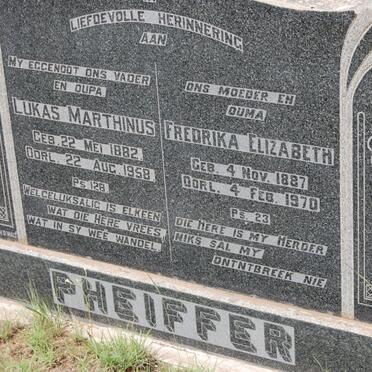 LIEFDEVOLLE HERINNERING
AAN
MY EGGENOOT ONS VADER
EN OUPA
LUKAS MARTHINUS
GEB. 22 MEI 1882.
OORL. 22 AUG. 1958
PS 128.
WELGELUKSALIG IS ELKEEN
WAT DIE HERE VREES,
WAT IN SY WEË WANDEL.
ONS MOEDER EN
OUMA
FREDRIKA ELIZABETH
GEB. 4 NOV. 1887
OORL. 4 FEB. 1970
PS. 23
DIE HERE IS MY HERDER
NIKS SAL MY
ONTNTBREEK NIE
PHEIFFER